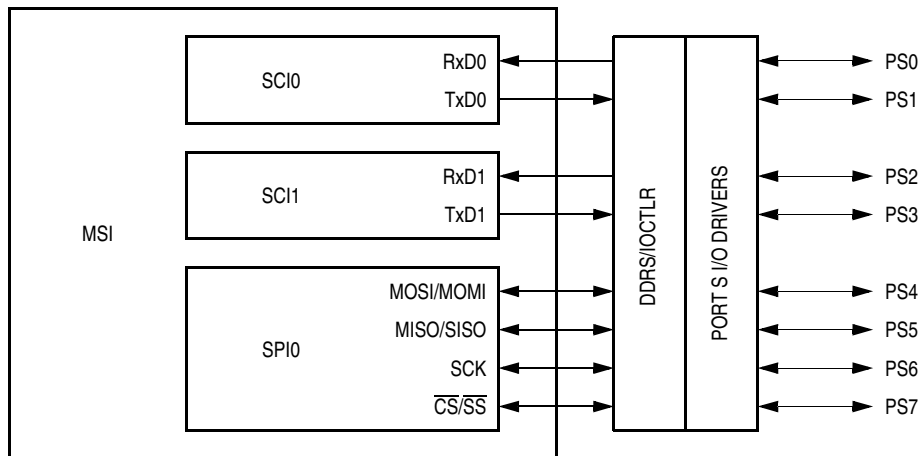 RxD0
SCI0
TxD0
RxD1
SCI1
TxD1
MSI
MOSI/MOMI
MISO/SISO
SPI0
SCK
CS/SS
DDRS/IOCTLR
PORT S I/O DRIVERS
PS0
PS1
PS2
PS3
PS4
PS5
PS6
PS7